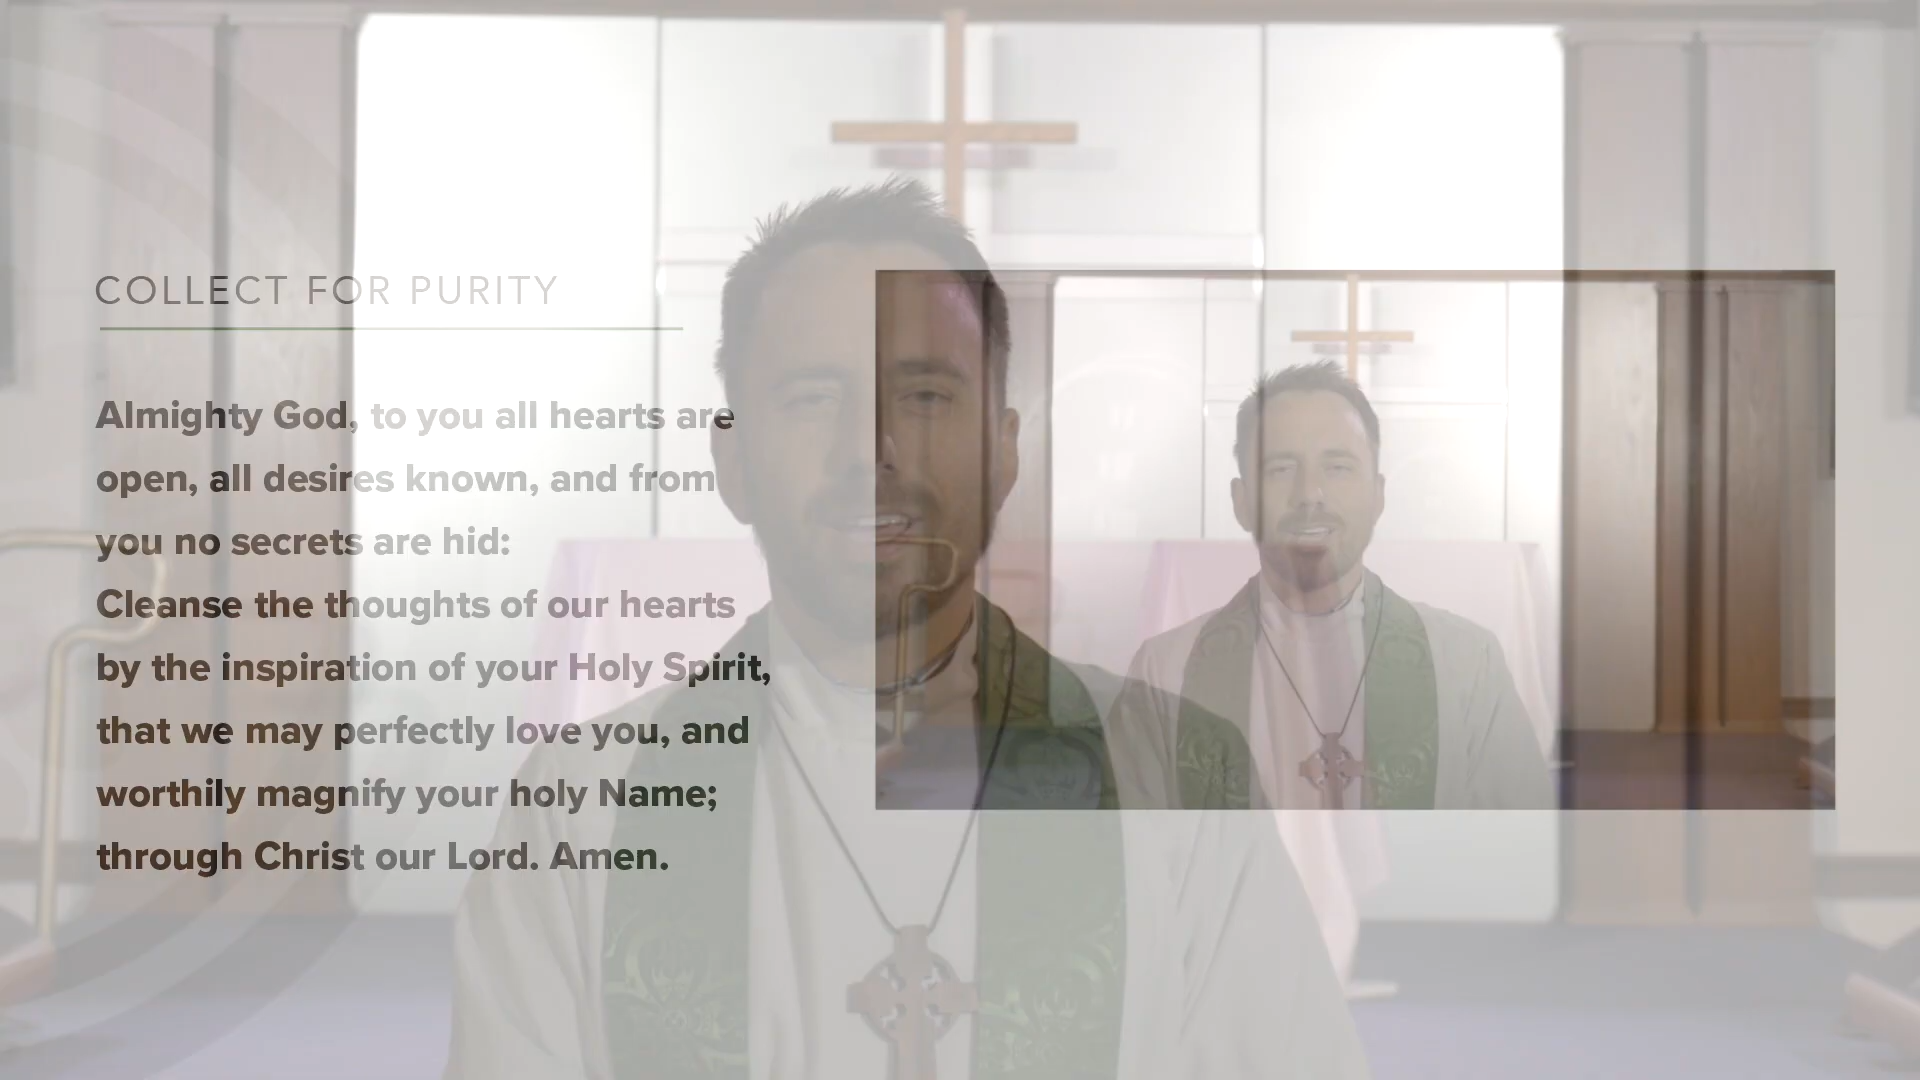 COLLECT FOR PURITY
Almighty God, to you all hearts are
open, all desires known, and from
you no secrets are hid:
Cleanse the thoughts of our hearts
by the inspiration of your Holy Spirit,
that we may perfectly love you, and
worthily magnify your holy Name;
through Christ our Lord. Amen.